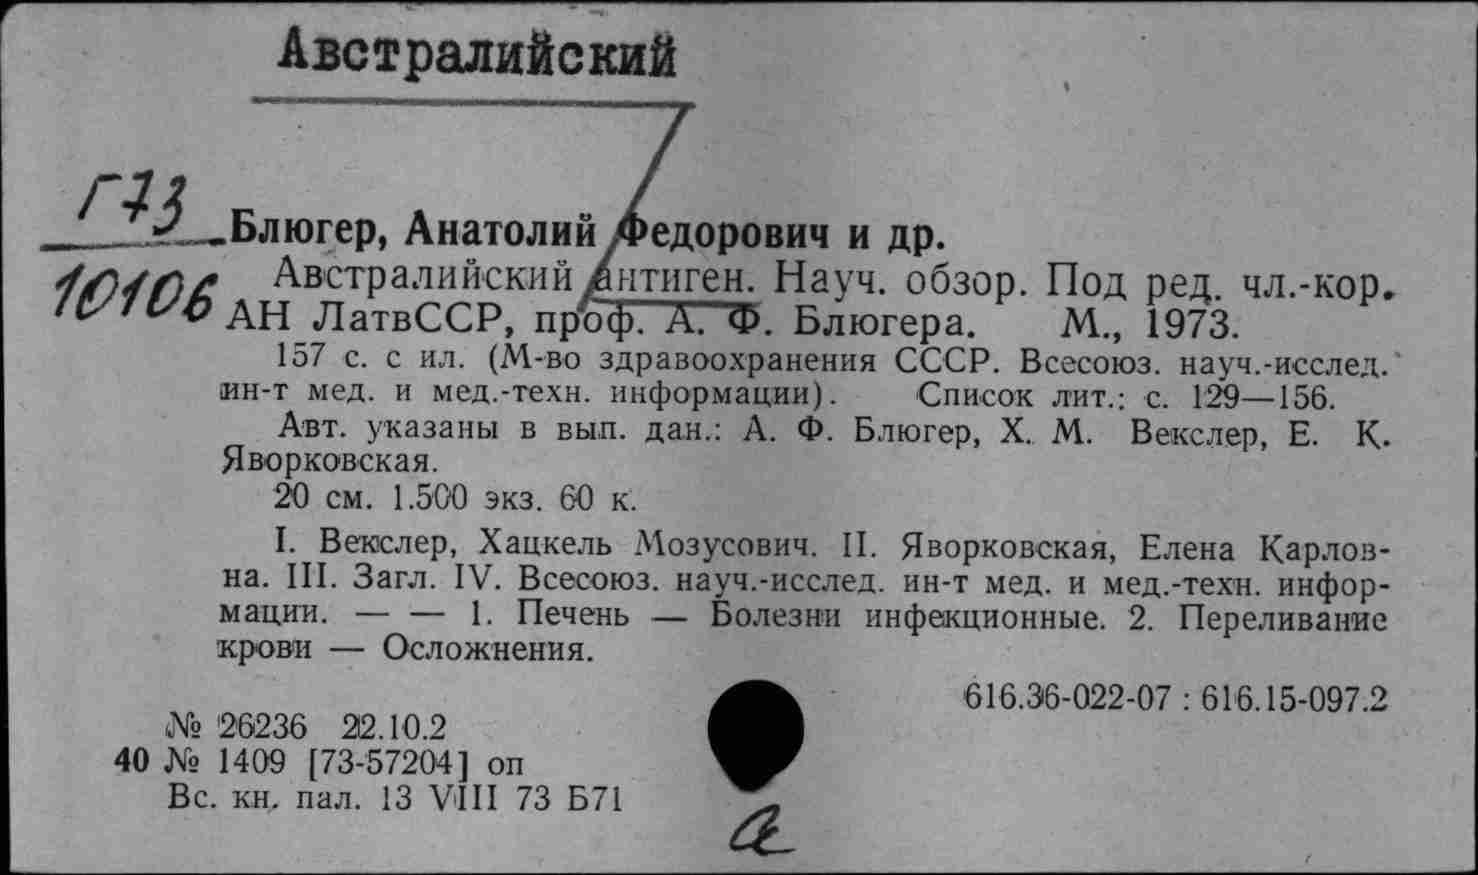 Австралийский
Г73
10106
Блюгер, Анатолий Федорович и др.
Австралийский антиген. Науч. обзор. Под ред. чл.-кор.
АН ЛатвССР, проф. А. Ф. Блюгера. М., 1973.
157 с. с ил. (М-во здравоохранения СССР. Всесоюз. науч.-исслед.
ин-т мед. и мед.-техн. информации). Список лит.: с. 129—156.
Авт. указаны в вып. дан.: А. Ф. Блюгер, Х. М. Векслер, Е. К.
Яворковская.
20 см. 1.500 экз. 60 к.
I. Векслер, Хацкель Мозусович. II. Яворковская, Елена Карлов-
на. III. Загл. IV. Всесоюз. науч.-исслед. ин-т мед. и мед.-техн. инфор-
мации. — — 1. Печень — Болезни инфекционные. 2. Переливание
крови — Осложнения.
616.36-022-07 : 616.15-097.2
№ 26236 22.10.2
40 № 1409 [73-57204] оп
Вс. кн. пал. 13 VIII 73 Б71